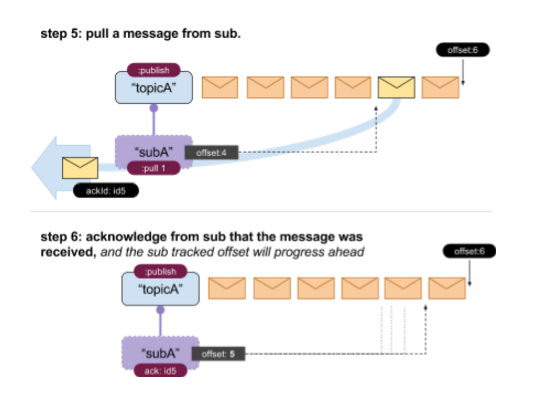 step 5: pull a message from sub.
offset:6
:publish
“topicA”
“subA”
offset:4
:pull 1
ackId: id5
step 6: acknowledge from sub that the message was
received, and the sub tracked offset will progress ahead
offset:6
:publish
“topicA”
“subA”
offset: 5
ack: id5